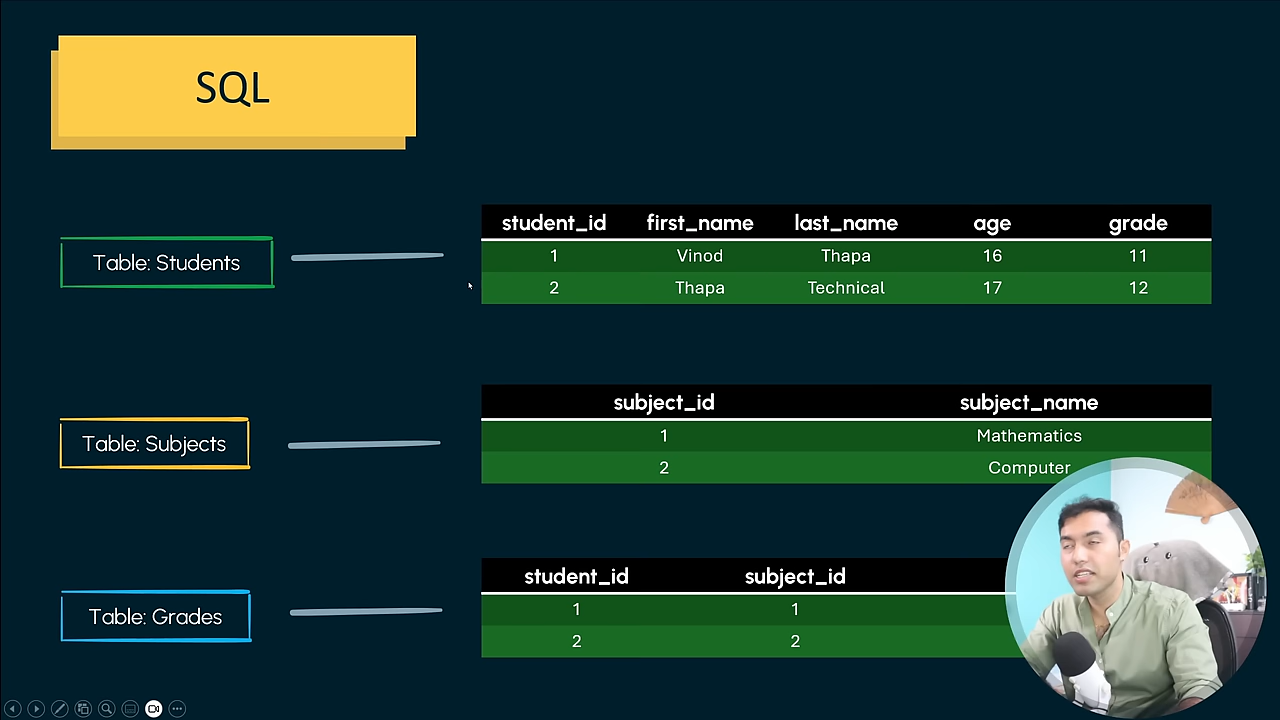 SQL
Table: Students
student_id first_name last_name age grade
1 Vinod Thapa 16 11
2 Thapa Technical 17 12
Table: Subjects
subject_id subject_name
1 Mathematics
2 Computer
Table: Grades
student_id subject_id
1 1
2 2